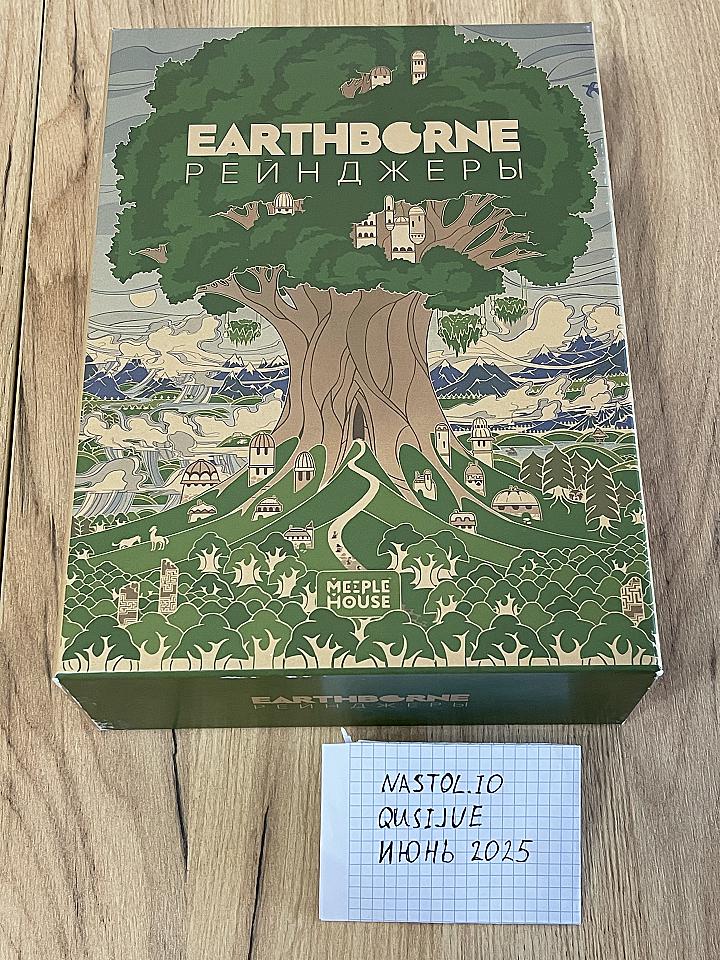 EARTHBORNE
РЕЙНДЖЕРЫ
MEEPLE
HOUSE
EARTHBORNE
РЕЙНДЖЕРЫ
NASTOL.IO
QUSIJUE
ИЮНЬ 2025